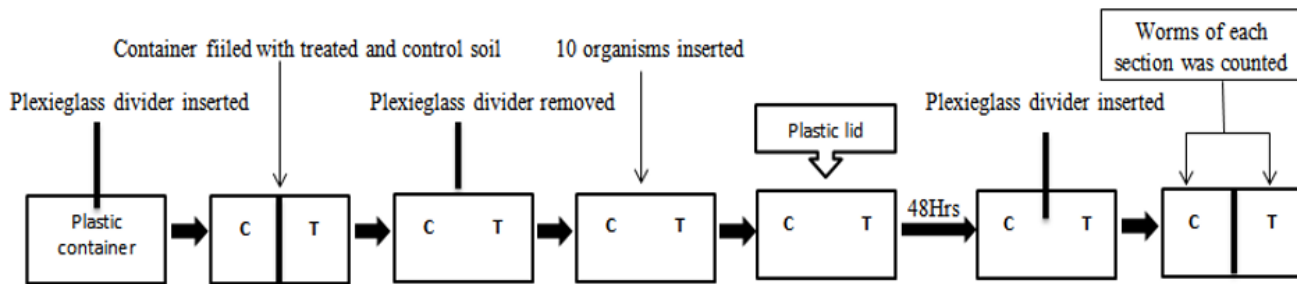 Container fiiled with treated and control soil
10 organisms inserted
Worms of each
section was counted
Plexieglass divider inserted
Plexieglass divider removed
Plastic lid
Plexieglass divider inserted
Plastic
container
C T
C T
C T
C T
48Hrs
C T
C T